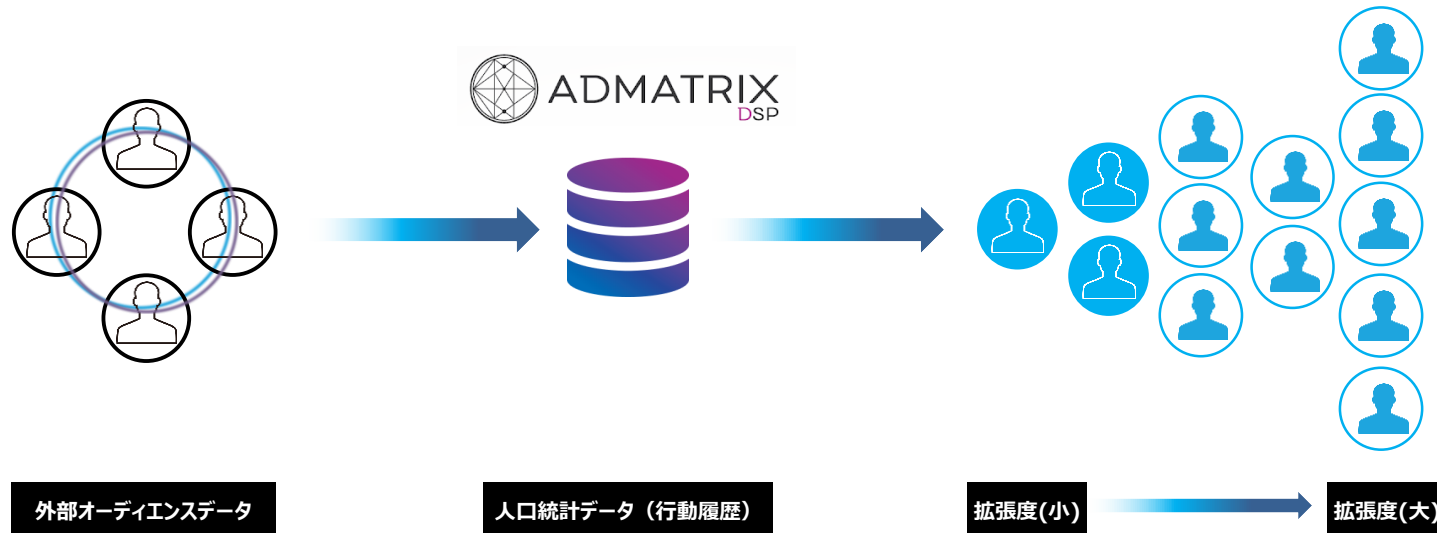 ADMATRIX
DSP
外部オーディエンスデータ
人口統計データ（行動履歴）
拡張度(小)
拡張度(大)